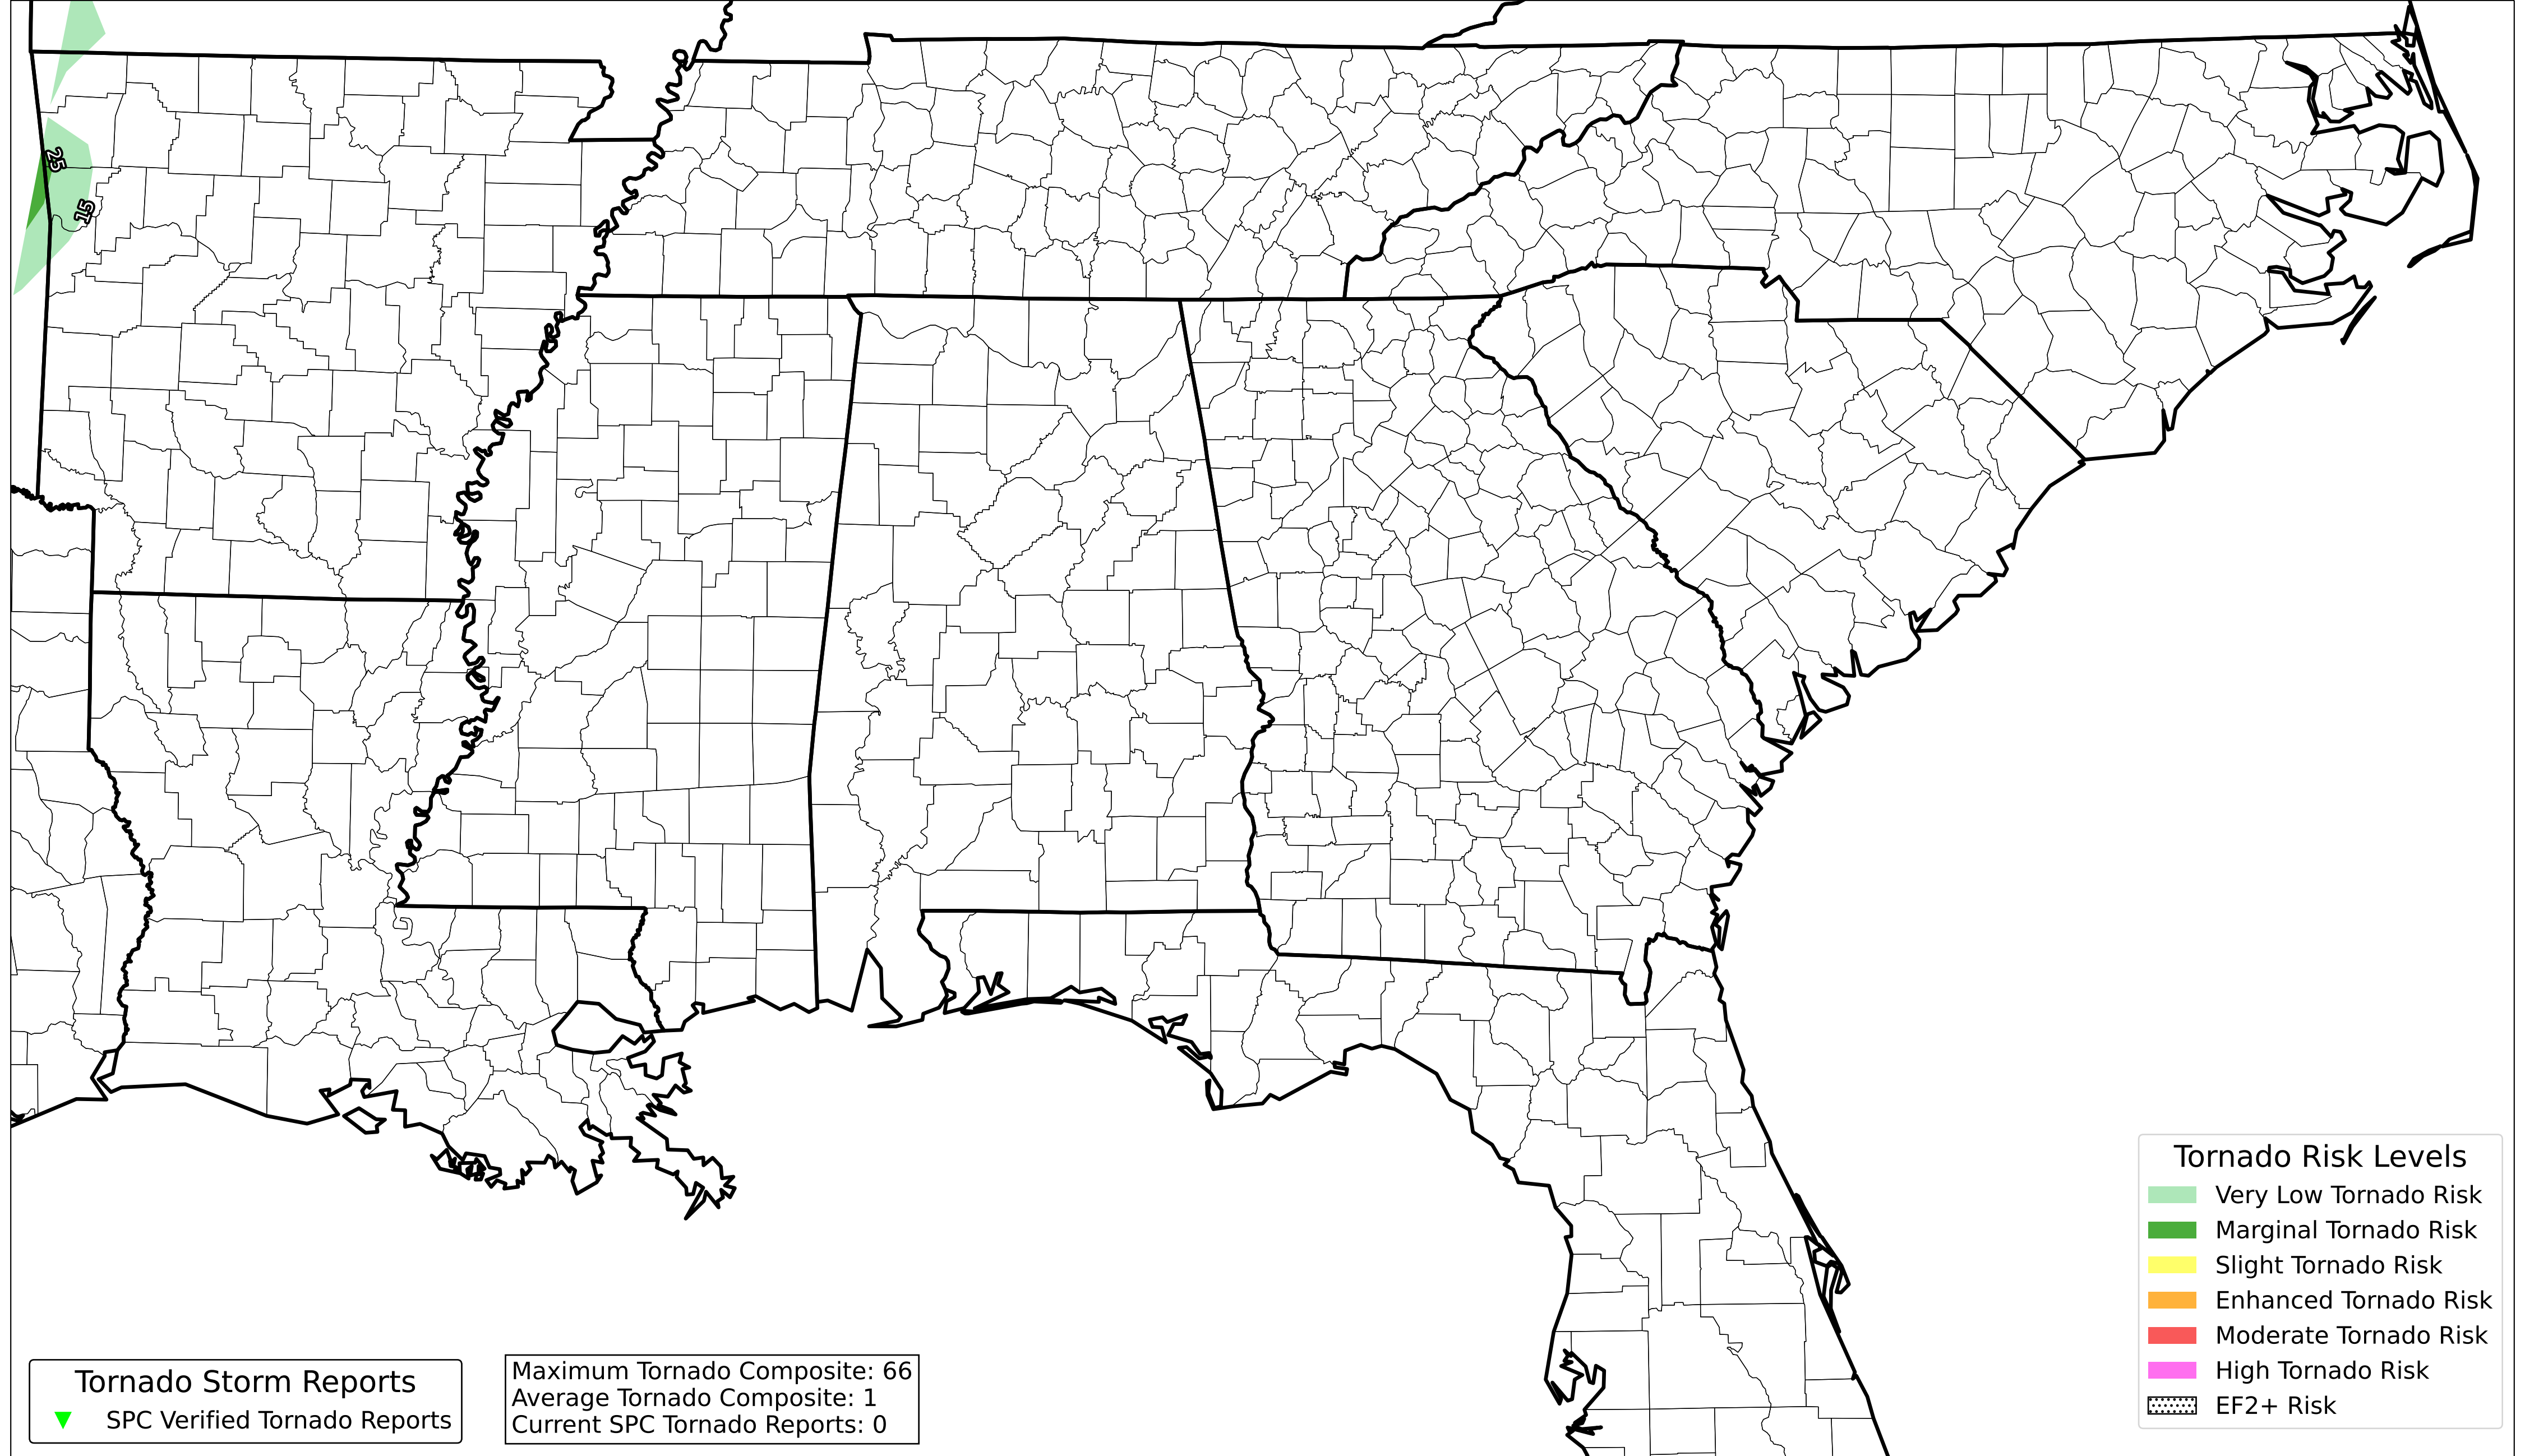 25
15
Tornado Risk Levels
Very Low Tornado Risk
Marginal Tornado Risk
Slight Tornado Risk
Enhanced Tornado Risk
Moderate Tornado Risk
High Tornado Risk
EF2+ Risk
Tornado Storm Reports
SPC Verified Tornado Reports
Maximum Tornado Composite: 66
Average Tornado Composite: 1
Current SPC Tornado Reports: 0